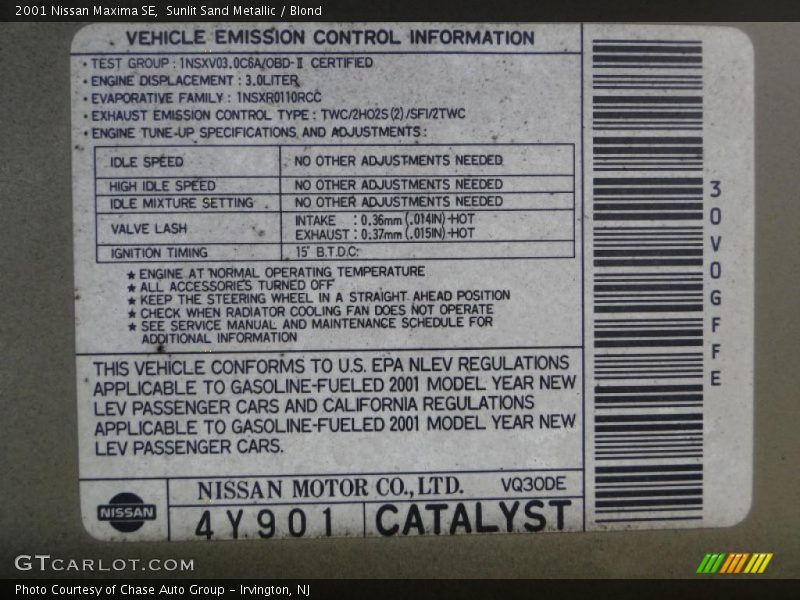 2001 Nissan Maxima SE,  Sunlit Sand Metallic / Blond
VEHICLE EMISSION CONTROL INFORMATION
・TEST GROUP : 1NSXV03.0C6A/OBD-II CERTIFIED
・ENGINE DISPLACEMENT : 3.0LITER
・EVAPORATIVE FAMILY : 1NSXR0110RCC
・EXHAUST EMISSION CONTROL TYPE : TWC/2HO2S(2)/SFI/2TWC
・ENGINE TUNE-UP SPECIFICATIONS AND ADJUSTMENTS :
IDLE SPEED NO OTHER ADJUSTMENTS NEEDED
HIGH IDLE SPEED NO OTHER ADJUSTMENTS NEEDED
IDLE MIXTURE SETTING NO OTHER ADJUSTMENTS NEEDED
VALVE LASH INTAKE : 0.36mm (.014IN)-HOT
EXHAUST : 0.37mm (.015IN)-HOT
IGNITION TIMING 15° B.T.D.C.
★ ENGINE AT NORMAL OPERATING TEMPERATURE
★ ALL ACCESSORIES TURNED OFF
★ KEEP THE STEERING WHEEL IN A STRAIGHT AHEAD POSITION
★ CHECK WHEN RADIATOR COOLING FAN DOES NOT OPERATE
★ SEE SERVICE MANUAL AND MAINTENANCE SCHEDULE FOR
ADDITIONAL INFORMATION
THIS VEHICLE CONFORMS TO U.S. EPA NLEV REGULATIONS
APPLICABLE TO GASOLINE-FUELED 2001 MODEL YEAR NEW
LEV PASSENGER CARS AND CALIFORNIA REGULATIONS
APPLICABLE TO GASOLINE-FUELED 2001 MODEL YEAR NEW
LEV PASSENGER CARS.
NISSAN
NISSAN MOTOR CO., LTD. VQ30DE
4Y901 CATALYST
30V0GFFE
GTCARLOT.COM
Photo Courtesy of Chase Auto Group - Irvington, NJ